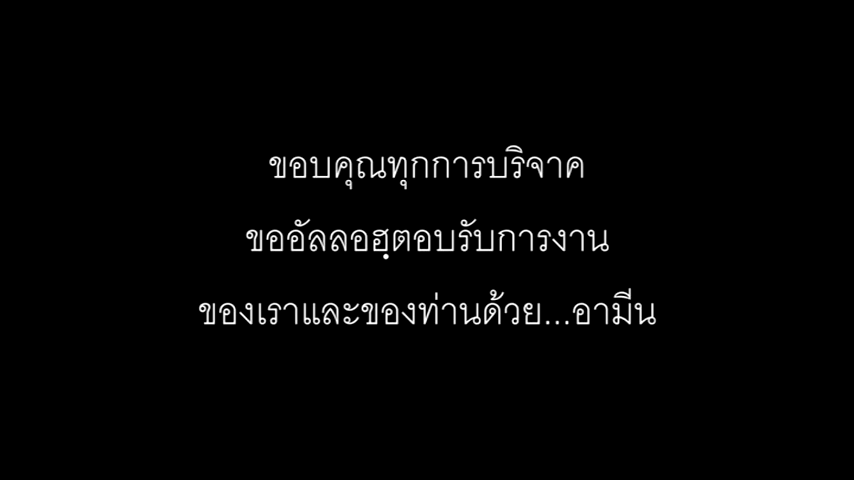 ขอบคุณทุกการบริจาค
ขออัลลอฮฺตอบรับการงาน
ของเราและของท่านด้วย...อามีน